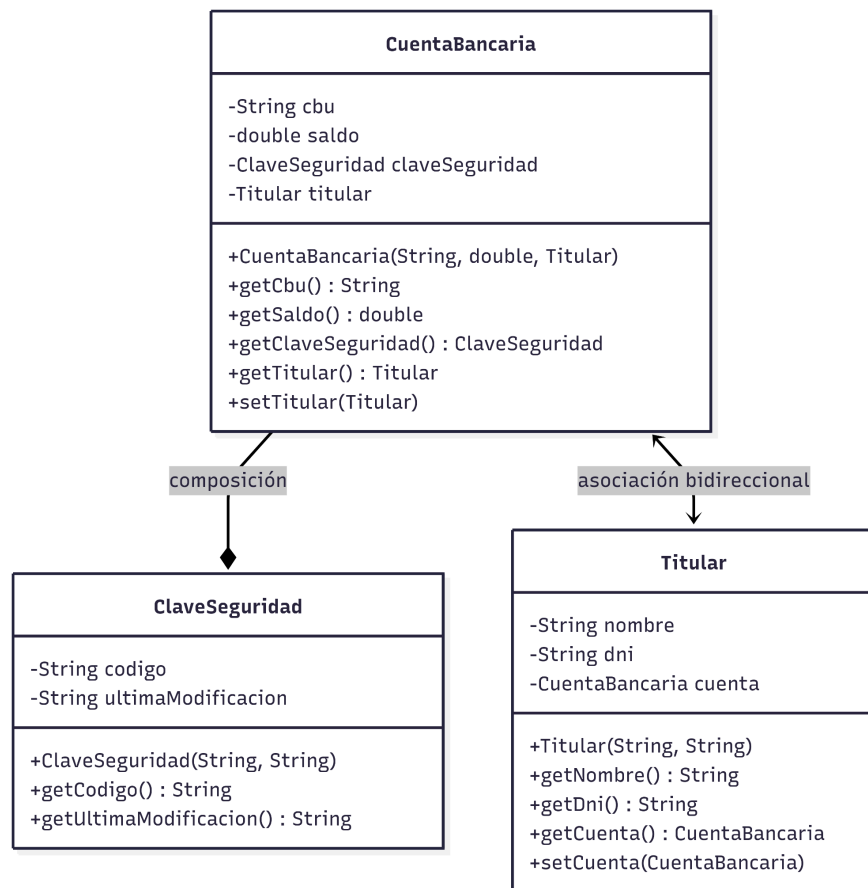 CuentaBancaria
-String cbu
-double saldo
-ClaveSeguridad claveSeguridad
-Titular titular
+CuentaBancaria(String, double, Titular)
+getCbu() : String
+getSaldo() : double
+getClaveSeguridad() : ClaveSeguridad
+getTitular() : Titular
+setTitular(Titular)
composición
asociación bidireccional
ClaveSeguridad
-String codigo
-String ultimaModificacion
+ClaveSeguridad(String, String)
+getCodigo() : String
+getUltimaModificacion() : String
Titular
-String nombre
-String dni
-CuentaBancaria cuenta
+Titular(String, String)
+getNombre() : String
+getDni() : String
+getCuenta() : CuentaBancaria
+setCuenta(CuentaBancaria)